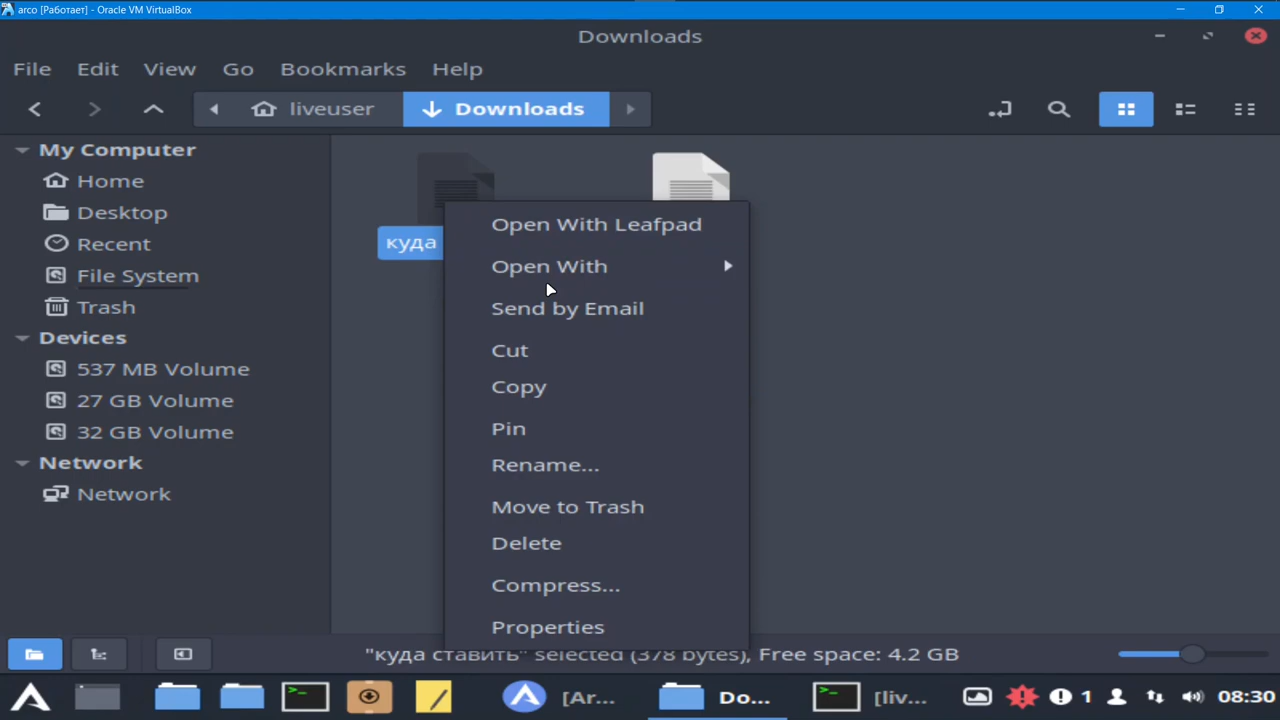 arco [Работает] - Oracle VM VirtualBox
Downloads
File Edit View Go Bookmarks Help
liveuser Downloads
My Computer
Home
Desktop
Recent
File System
Trash
Devices
537 MB Volume
27 GB Volume
32 GB Volume
Network
Network
куда
Open With Leafpad
Open With
Send by Email
Cut
Copy
Pin
Rename...
Move to Trash
Delete
Compress...
Properties
"куда ставить" selected (378 bytes), Free space: 4.2 GB
[Ar... Do... [liv... 1 08:30